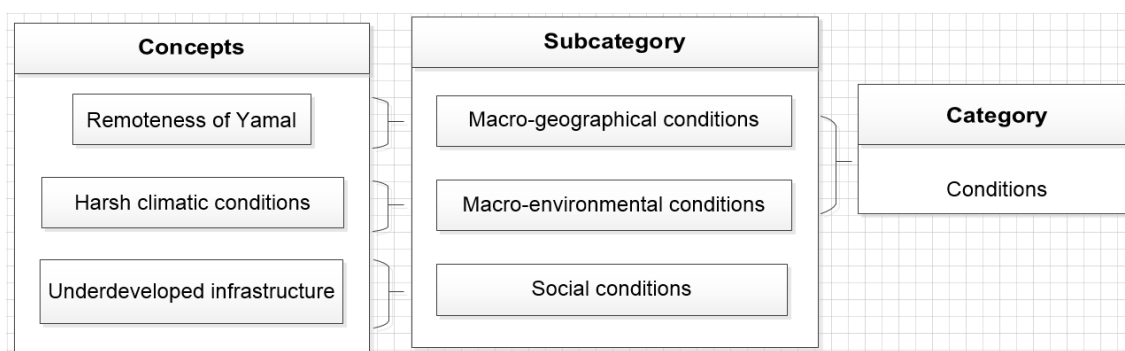 Concepts
Remoteness of Yamal
Harsh climatic conditions
Underdeveloped infrastructure
Subcategory
Macro-geographical conditions
Macro-environmental conditions
Social conditions
Category
Conditions